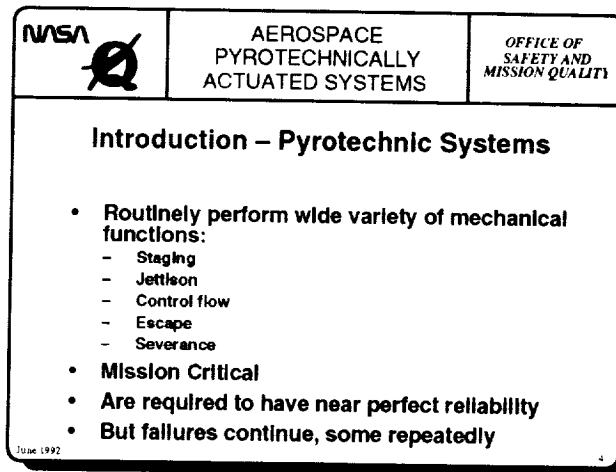 NASA
Q
AEROSPACE
PYROTECHNICALLY
ACTUATED SYSTEMS
OFFICE OF
SAFETY AND
MISSION QUALITY
Introduction – Pyrotechnic Systems
• Routinely perform wide variety of mechanical
functions:
– Staging
– Jettison
– Control flow
– Escape
– Severance
• Mission Critical
• Are required to have near perfect reliability
• But failures continue, some repeatedly
June 1992
4